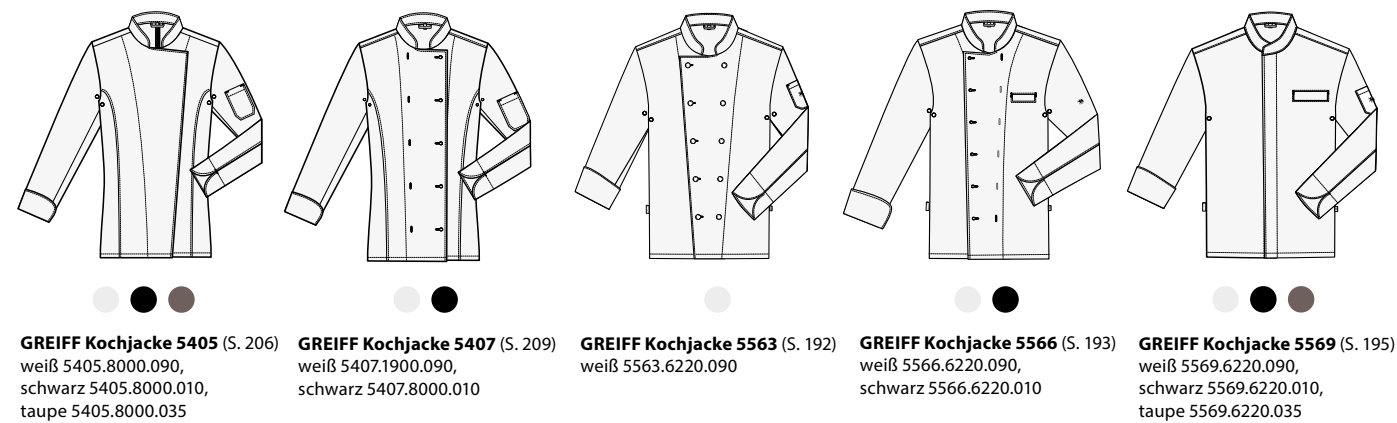 GREIFF Kochjacke 5405 (S. 206)
weiß 5405.8000.090,
schwarz 5405.8000.010,
taupe 5405.8000.035
GREIFF Kochjacke 5407 (S. 209)
weiß 5407.1900.090,
schwarz 5407.8000.010
GREIFF Kochjacke 5563 (S. 192)
weiß 5563.6220.090
GREIFF Kochjacke 5566 (S. 193)
weiß 5566.6220.090,
schwarz 5566.6220.010
GREIFF Kochjacke 5569 (S. 195)
weiß 5569.6220.090,
schwarz 5569.6220.010,
taupe 5569.6220.035